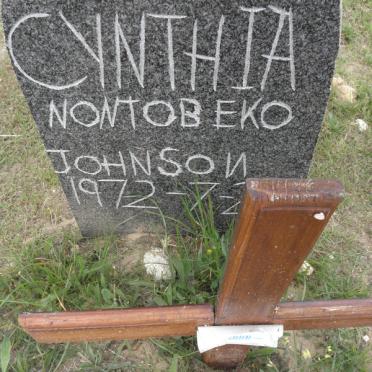 CYNTHIA
NONTOBEKO
JOHNSON
1972